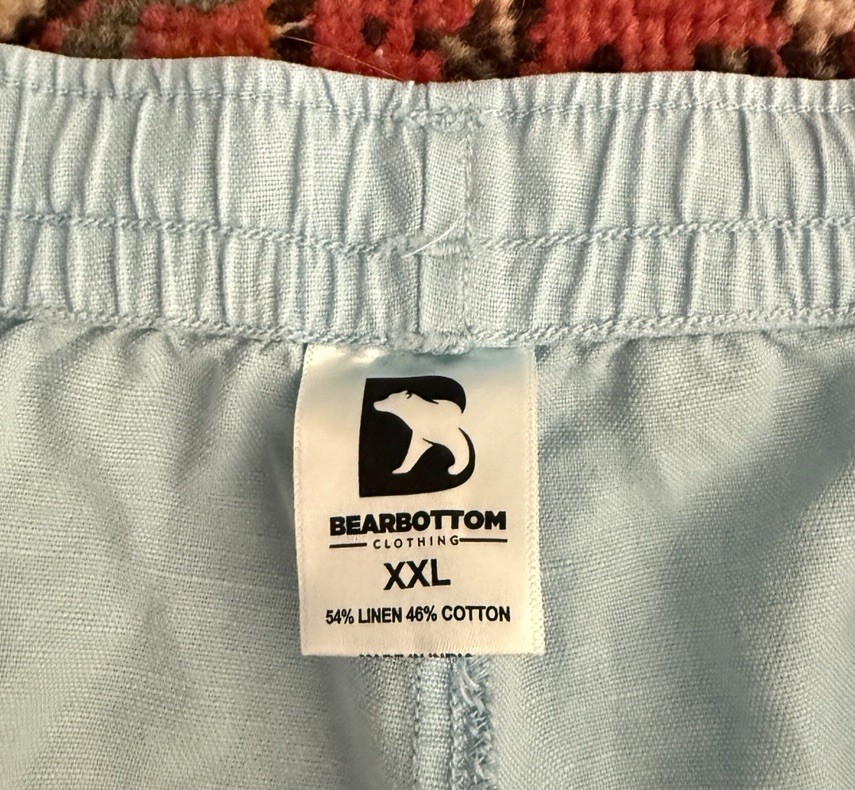 B
BEARBOTTOM
CLOTHING
XXL
54% LINEN 46% COTTON